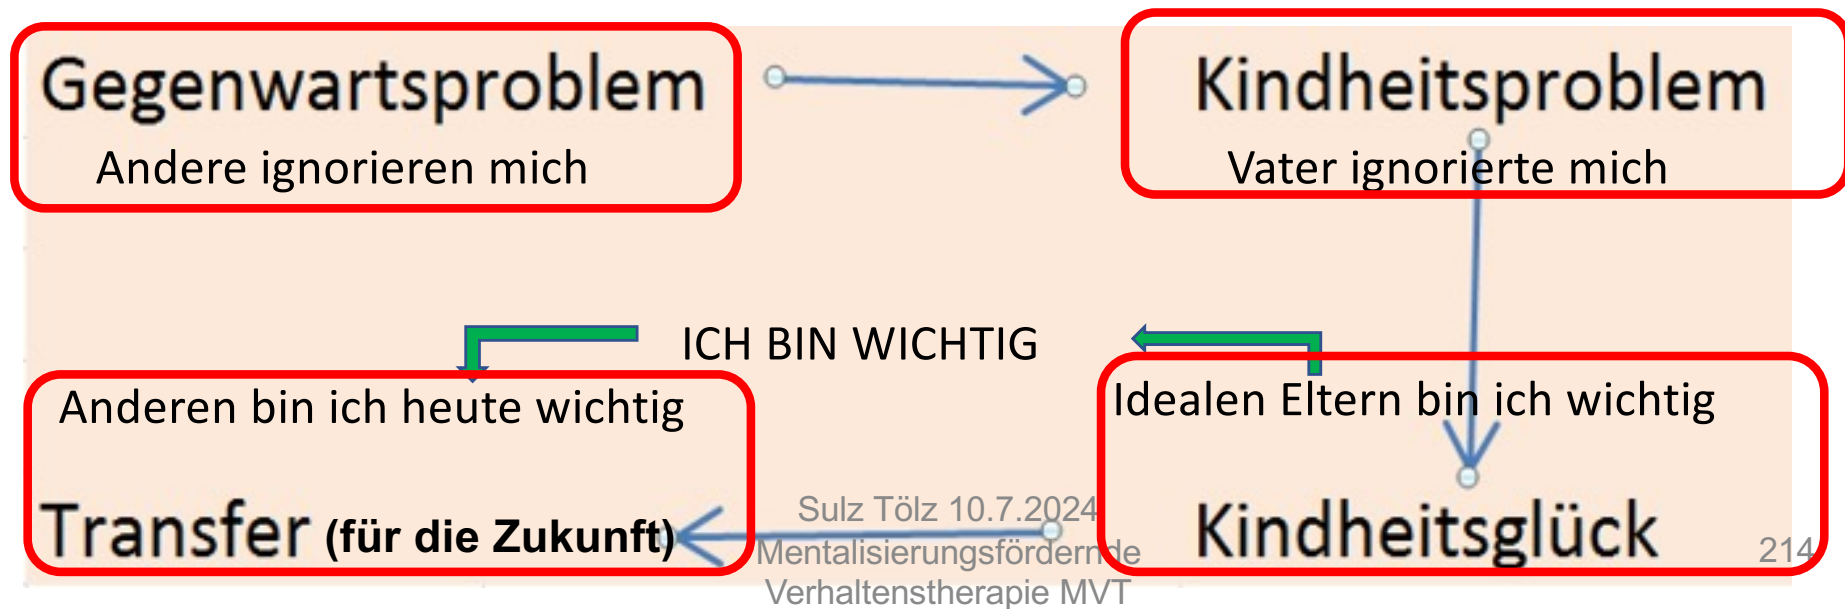 Gegenwartsproblem
Andere ignorieren mich
Kindheitsproblem
Vater ignorierte mich
ICH BIN WICHTIG
Anderen bin ich heute wichtig
Idealen Eltern bin ich wichtig
Transfer (für die Zukunft)
Kindheitsglück
Sulz Tölz 10.7.2024
Mentalisierungsfördernde
Verhaltenstherapie MVT
214